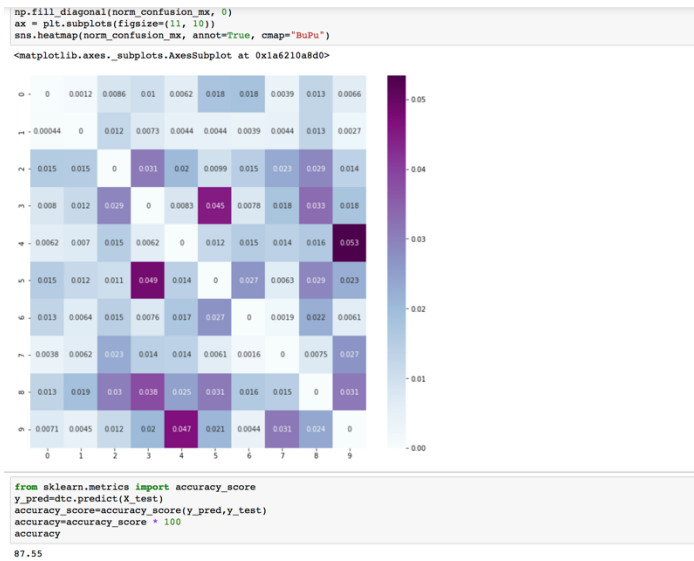 np.fill_diagonal(norm_confusion_mx, 0)
ax = plt.subplots(figsize=(11, 10))
sns.heatmap(norm_confusion_mx, annot=True, cmap="BuPu")
<matplotlib.axes._subplots.AxesSubplot at 0x1a6210a8d0>
0 0 0.0012 0.0086 0.01 0.0062 0.018 0.018 0.0039 0.013 0.0066
1 0.00044 0 0.012 0.0073 0.0044 0.0044 0.0039 0.0044 0.013 0.0027
2 0.015 0.015 0 0.031 0.02 0.0099 0.015 0.023 0.029 0.014
3 0.008 0.012 0.029 0 0.0083 0.045 0.0078 0.018 0.033 0.018
4 0.0062 0.007 0.015 0.0062 0 0.012 0.015 0.014 0.016 0.053
5 0.015 0.012 0.011 0.049 0.014 0 0.027 0.0063 0.029 0.023
6 0.013 0.0064 0.015 0.0076 0.017 0.027 0 0.0019 0.022 0.0061
7 0.0038 0.0062 0.023 0.014 0.014 0.0061 0.0016 0 0.0075 0.027
8 0.013 0.019 0.03 0.038 0.025 0.031 0.016 0.015 0 0.031
9 0.0071 0.0045 0.012 0.02 0.047 0.021 0.0044 0.031 0.024 0
0 1 2 3 4 5 6 7 8 9
0.05
0.04
0.03
0.02
0.01
0.00
from sklearn.metrics import accuracy_score
y_pred=dtc.predict(X_test)
accuracy_score=accuracy_score(y_pred,y_test)
accuracy=accuracy_score * 100
accuracy
87.55